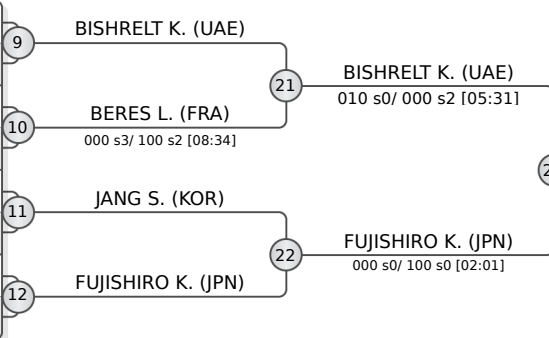 9
BISHRELT K. (UAE)
21
BISHRELT K. (UAE)
010 s0/ 000 s2 [05:31]
10
BERES L. (FRA)
000 s3/ 100 s2 [08:34]
11
JANG S. (KOR)
22
FUJISHIRO K. (JPN)
000 s0/ 100 s0 [02:01]
12
FUJISHIRO K. (JPN)